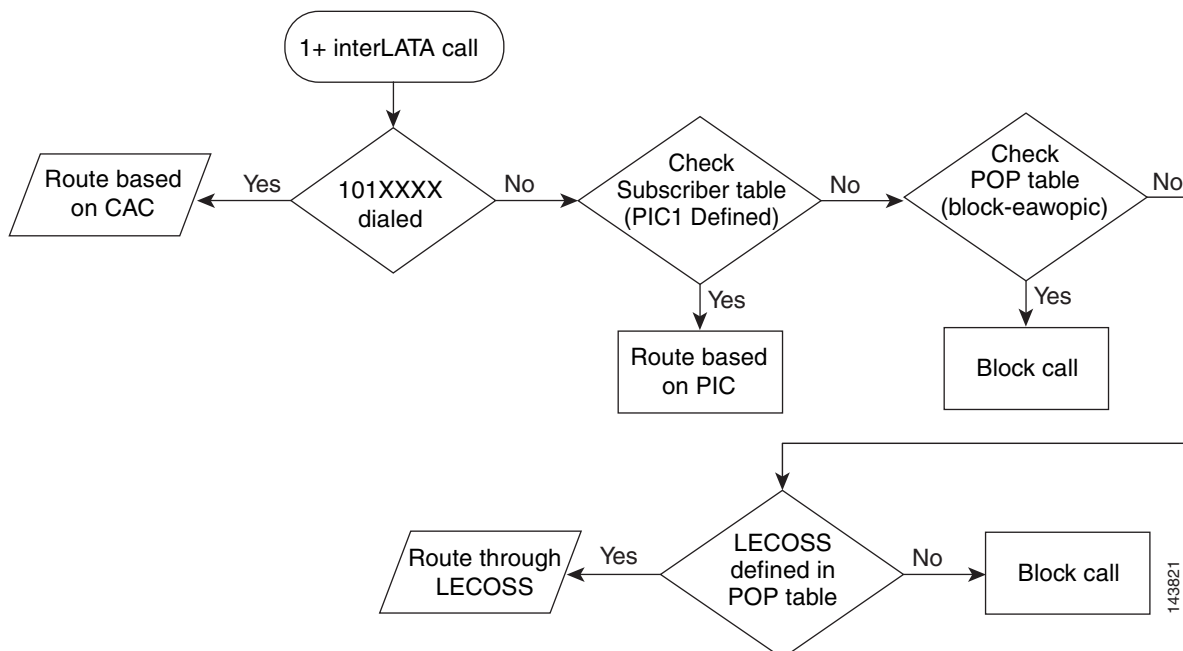 1+ interLATA call
Route based
on CAC
Yes
101XXXX
dialed
No
Check
Subscriber table
(PIC1 Defined)
No
Check
POP table
(block-eawopic)
No
Yes
Route based
on PIC
Yes
Block call
Route through
LECOSS
Yes
LECOSS
defined in
POP table
No
Block call
143821